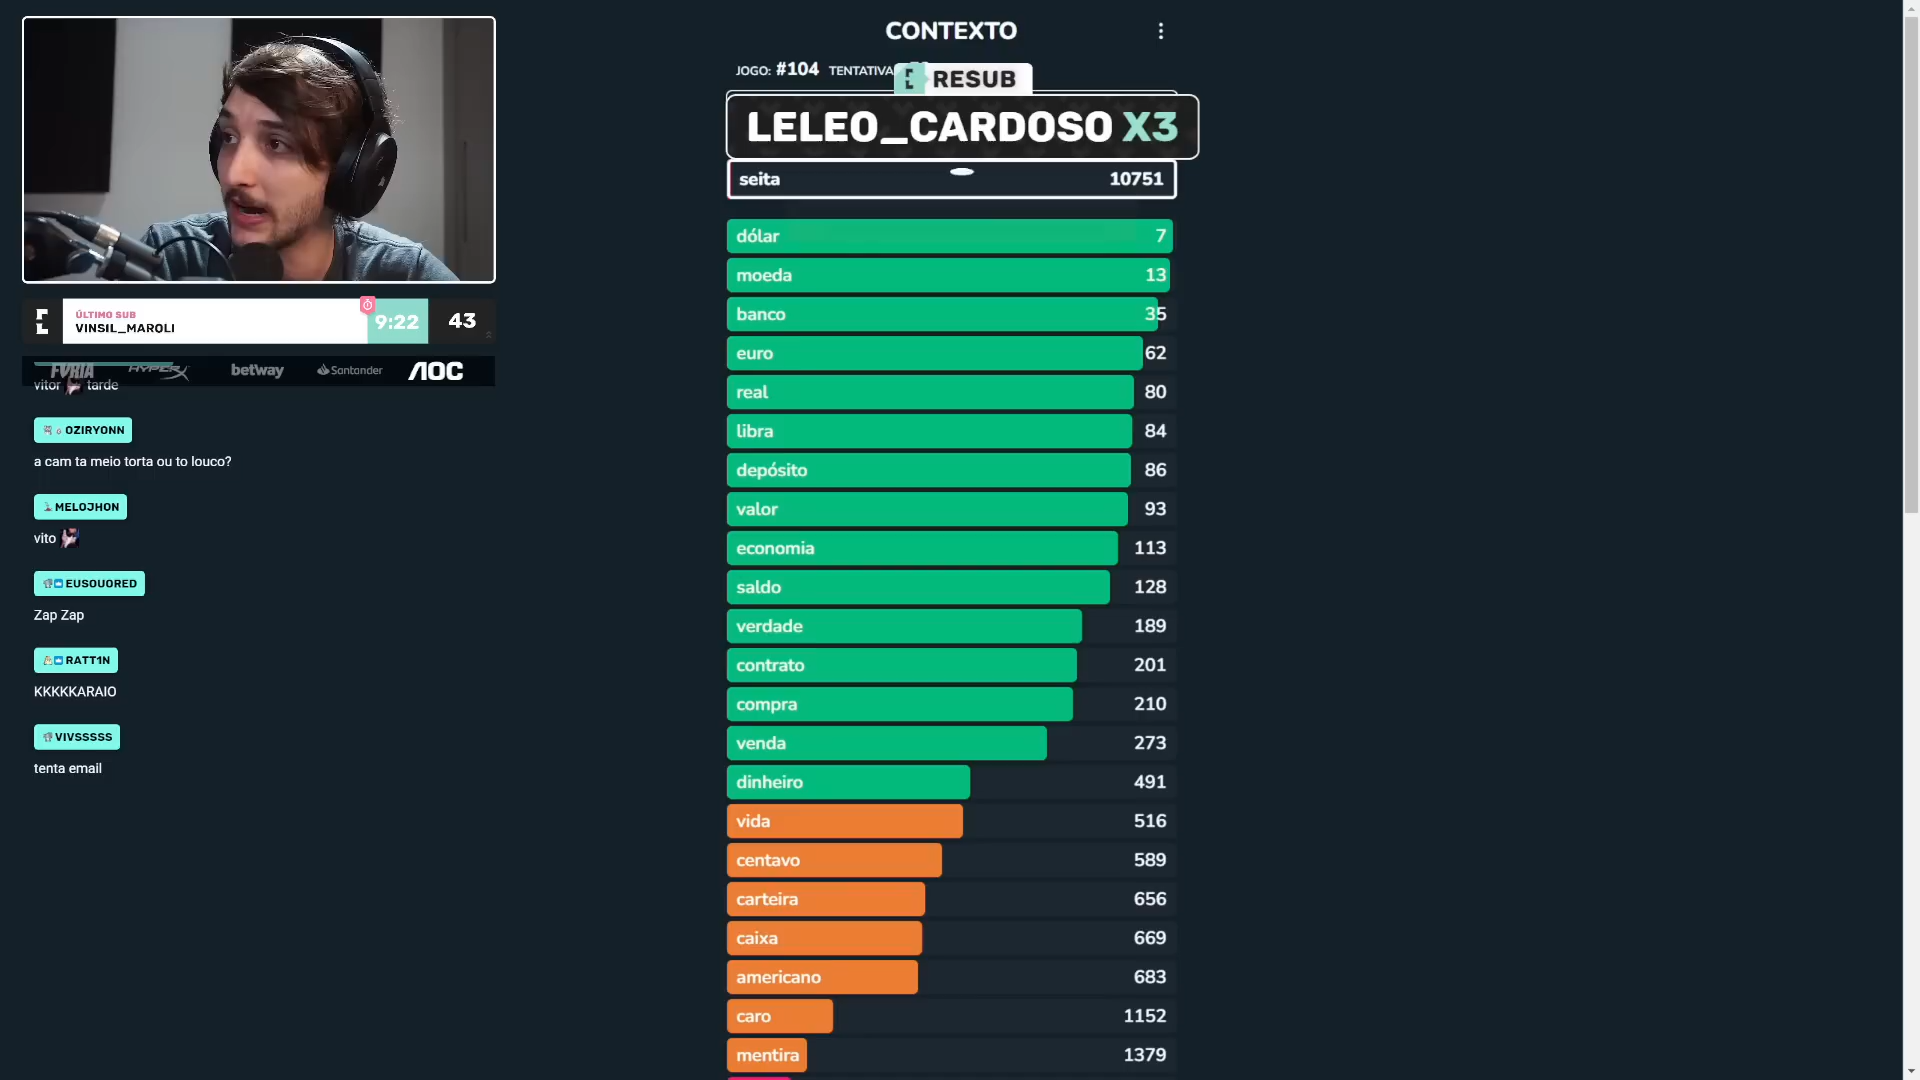 CONTEXTO
JOGO: #104 TENTATIVA
RESUB
LELEO_CARDOSO X3
seita 10751
dólar 7
moeda 13
banco 35
euro 62
real 80
libra 84
depósito 86
valor 93
economia 113
saldo 128
verdade 189
contrato 201
compra 210
venda 273
dinheiro 491
vida 516
centavo 589
carteira 656
caixa 669
americano 683
caro 1152
mentira 1379
ÚLTIMO SUB
VINSIL_MAROLI
9:22
43
FURIA HYPERX betway Santander AOC
vitor tarde
OZIRYONN
a cam ta meio torta ou to louco?
MELOJHON
vito
EUSOUORED
Zap Zap
RATT1N
KKKKKARAIO
VIVSSSSS
tenta email